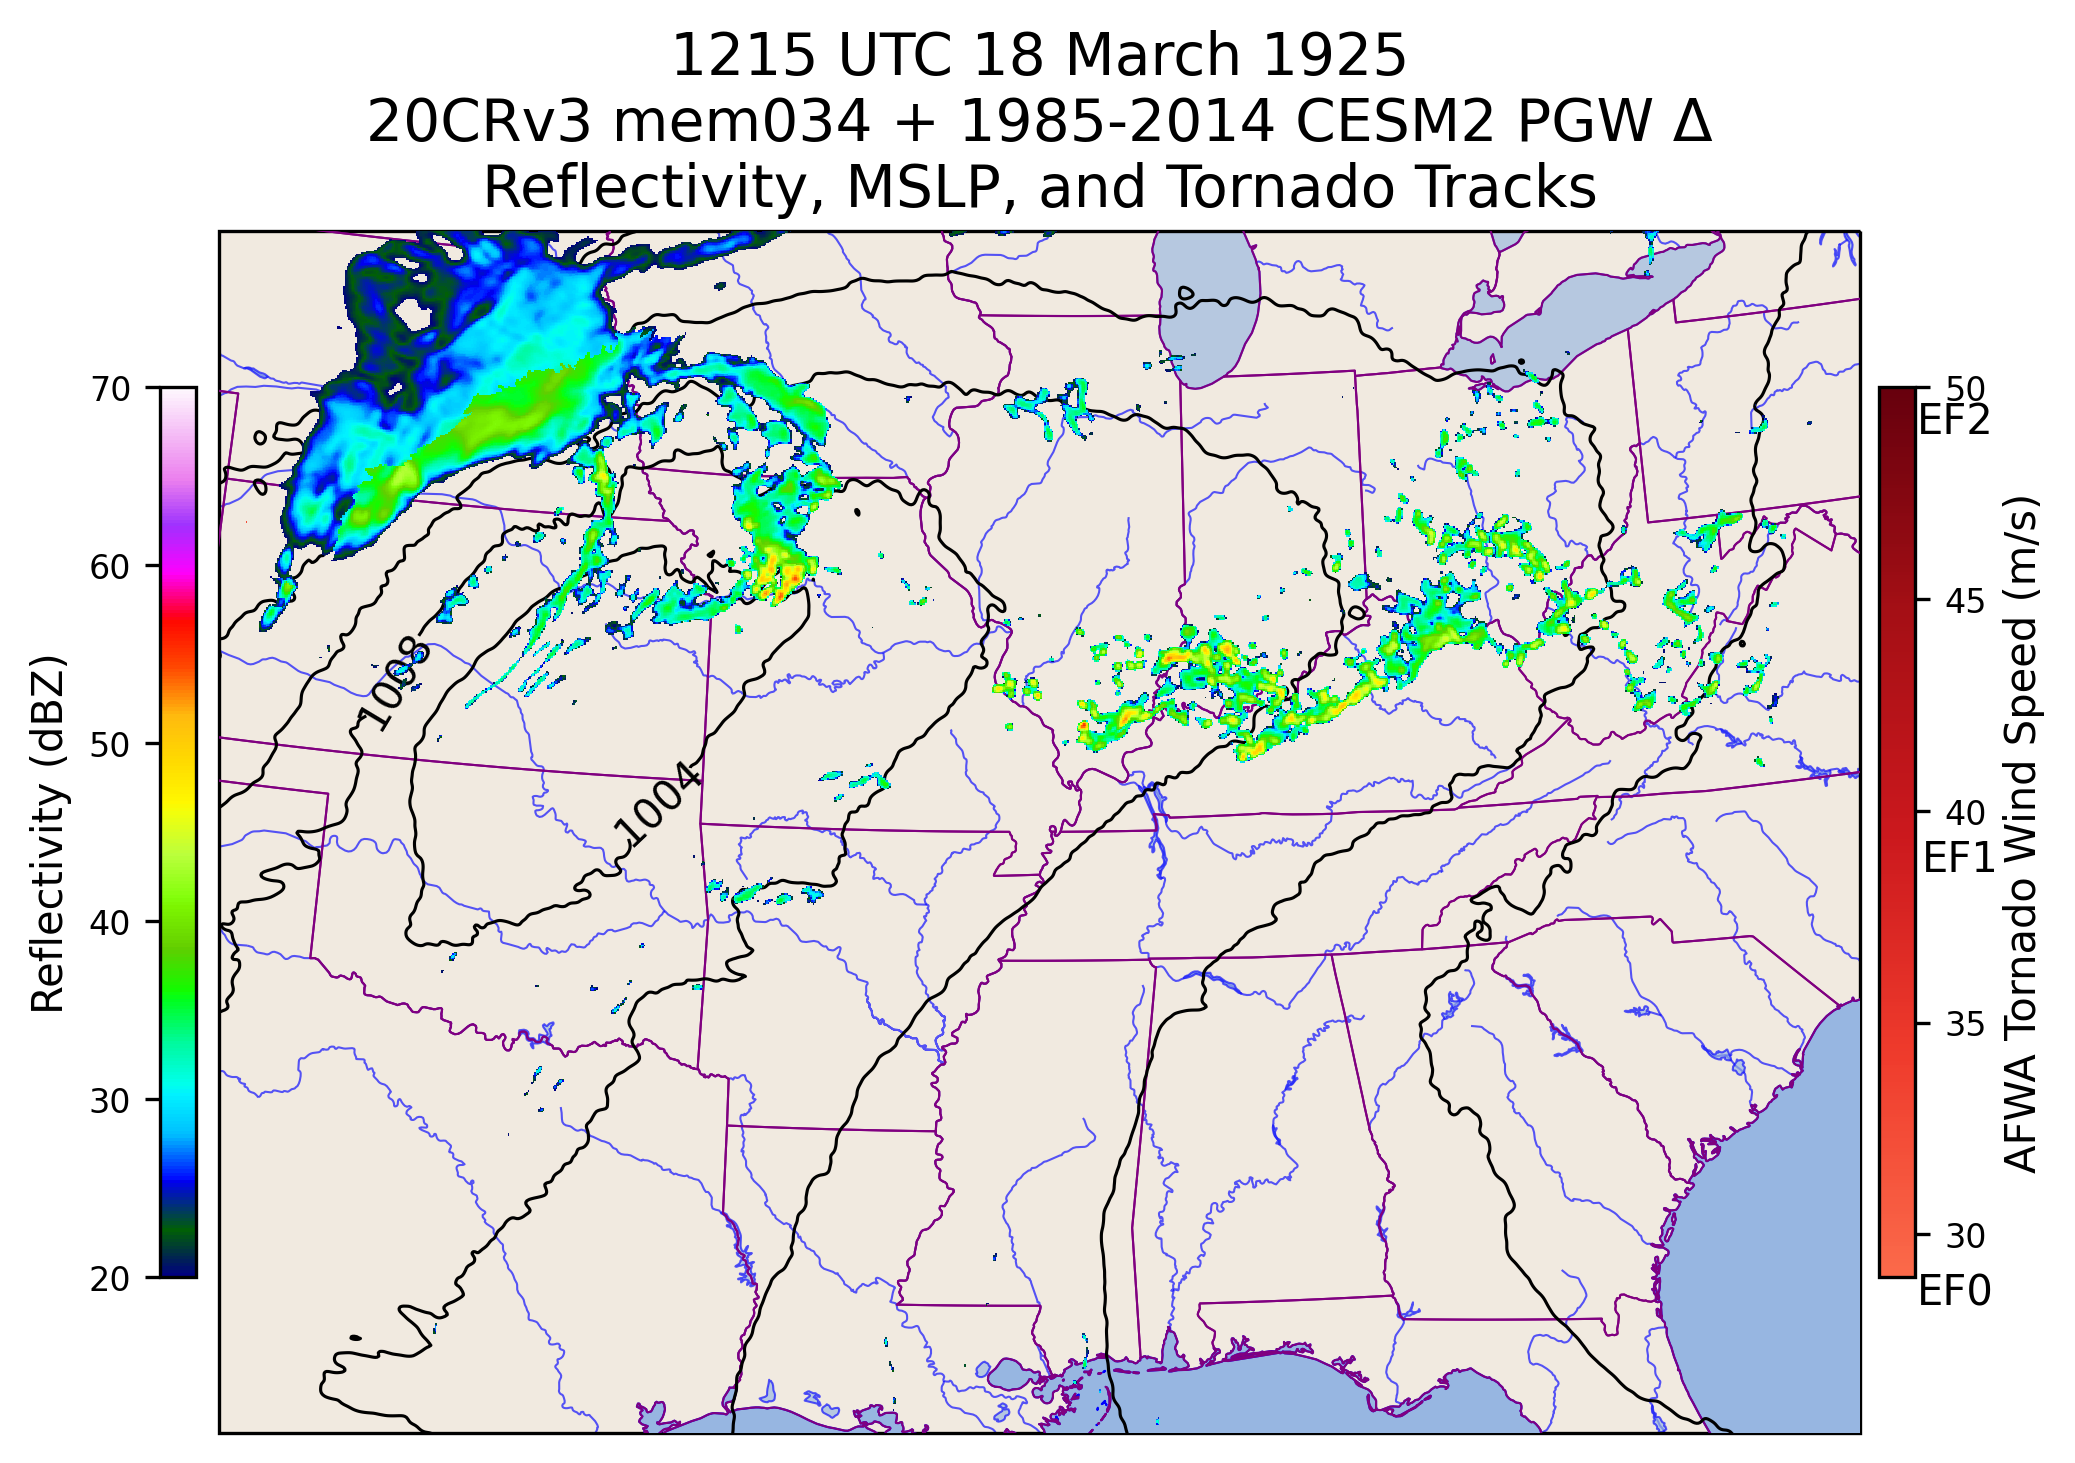 1215 UTC 18 March 1925
20CRv3 mem034 + 1985-2014 CESM2 PGW Δ
Reflectivity, MSLP, and Tornado Tracks
70
60
50
40
30
20
Reflectivity (dBZ)
1008
1004
50
EF2
45
40
EF1
35
30
EF0
AFWA Tornado Wind Speed (m/s)